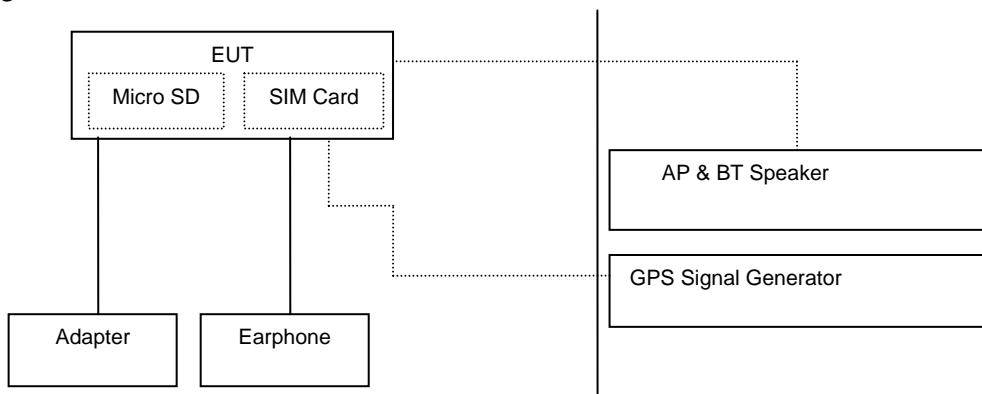 EUT
Micro SD
SIM Card
AP & BT Speaker
GPS Signal Generator
Adapter
Earphone